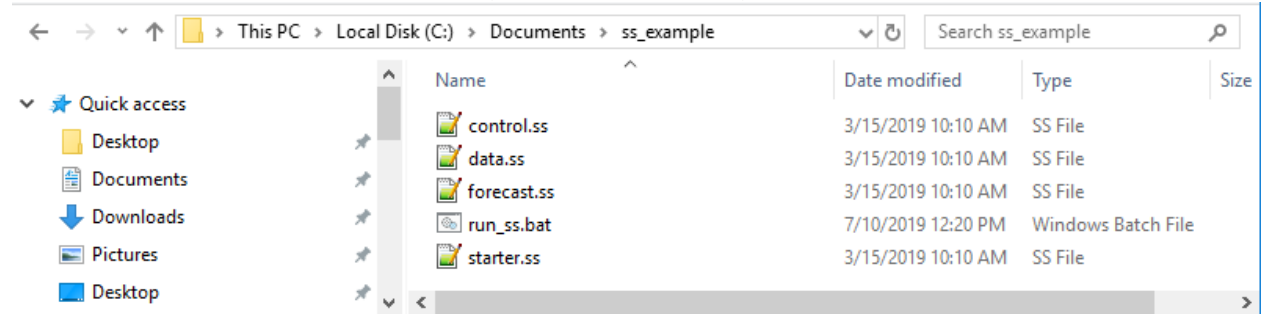 This PC > Local Disk (C:) > Documents > ss_example Search ss_example
Name Date modified Type Size
Quick access
Desktop
Documents
Downloads
Pictures
Desktop
control.ss 3/15/2019 10:10 AM SS File
data.ss 3/15/2019 10:10 AM SS File
forecast.ss 3/15/2019 10:10 AM SS File
run_ss.bat 7/10/2019 12:20 PM Windows Batch File
starter.ss 3/15/2019 10:10 AM SS File